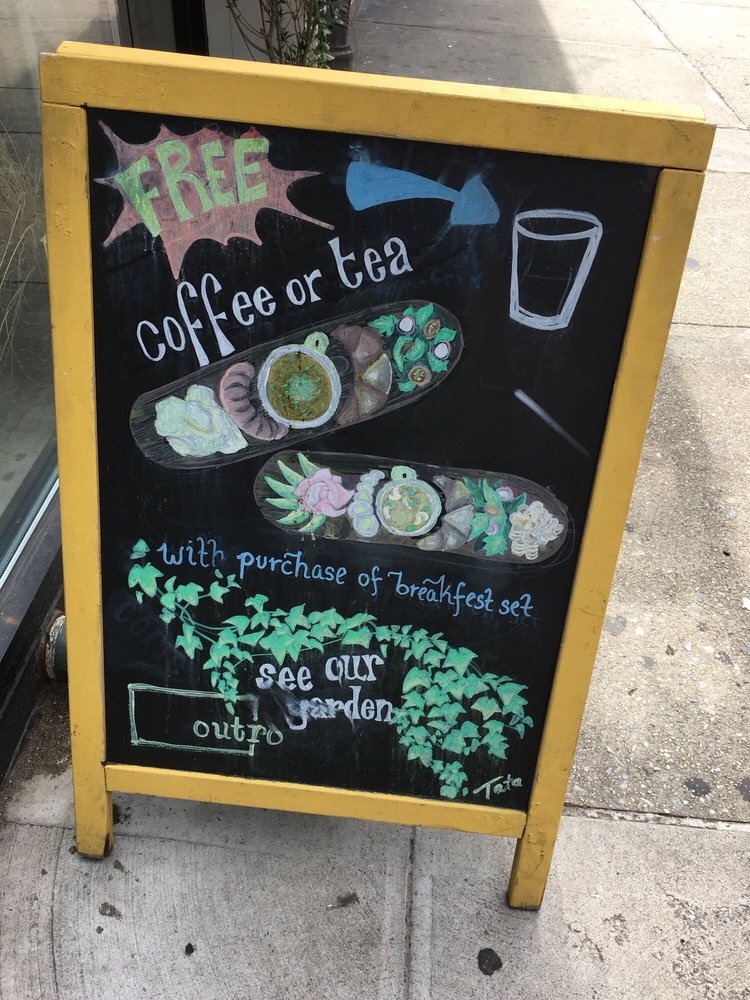 FREE
coffee or tea
with purchase of breakfest set
see our
garden
outro
Tata